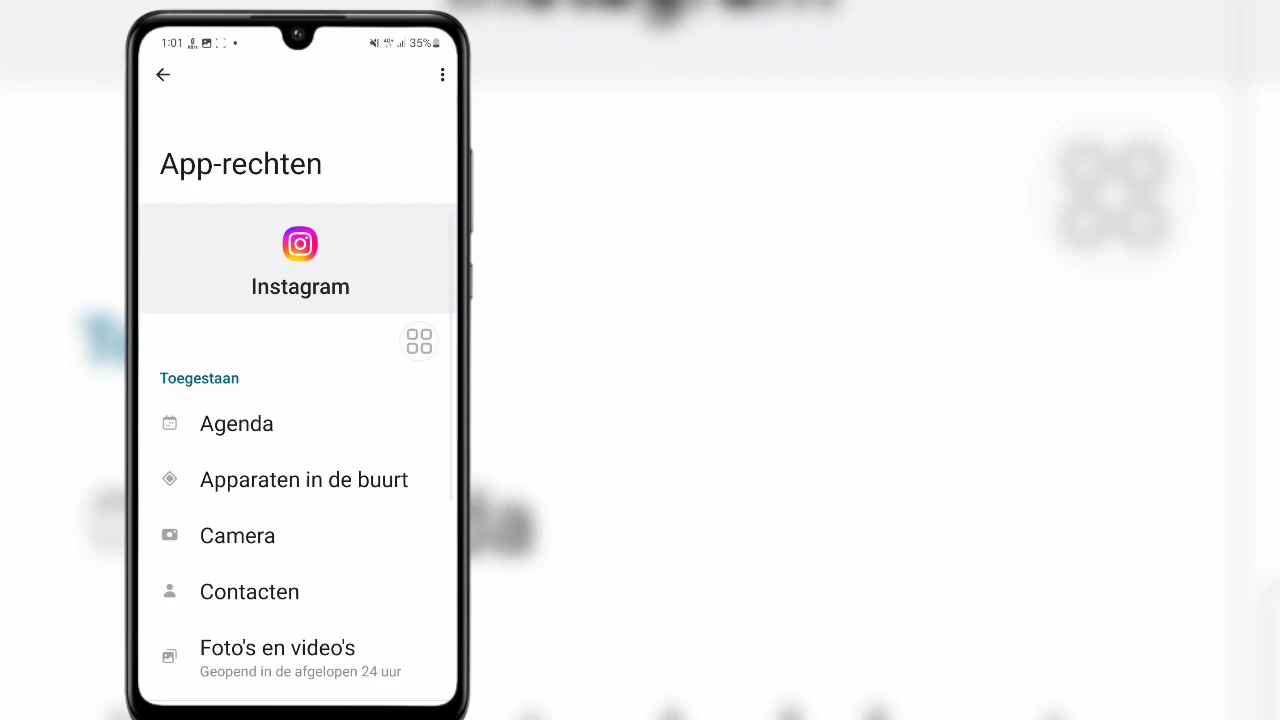 1:01
35%
App-rechten
Instagram
Toegestaan
Agenda
Apparaten in de buurt
Camera
Contacten
Foto's en video's
Geopend in de afgelopen 24 uur